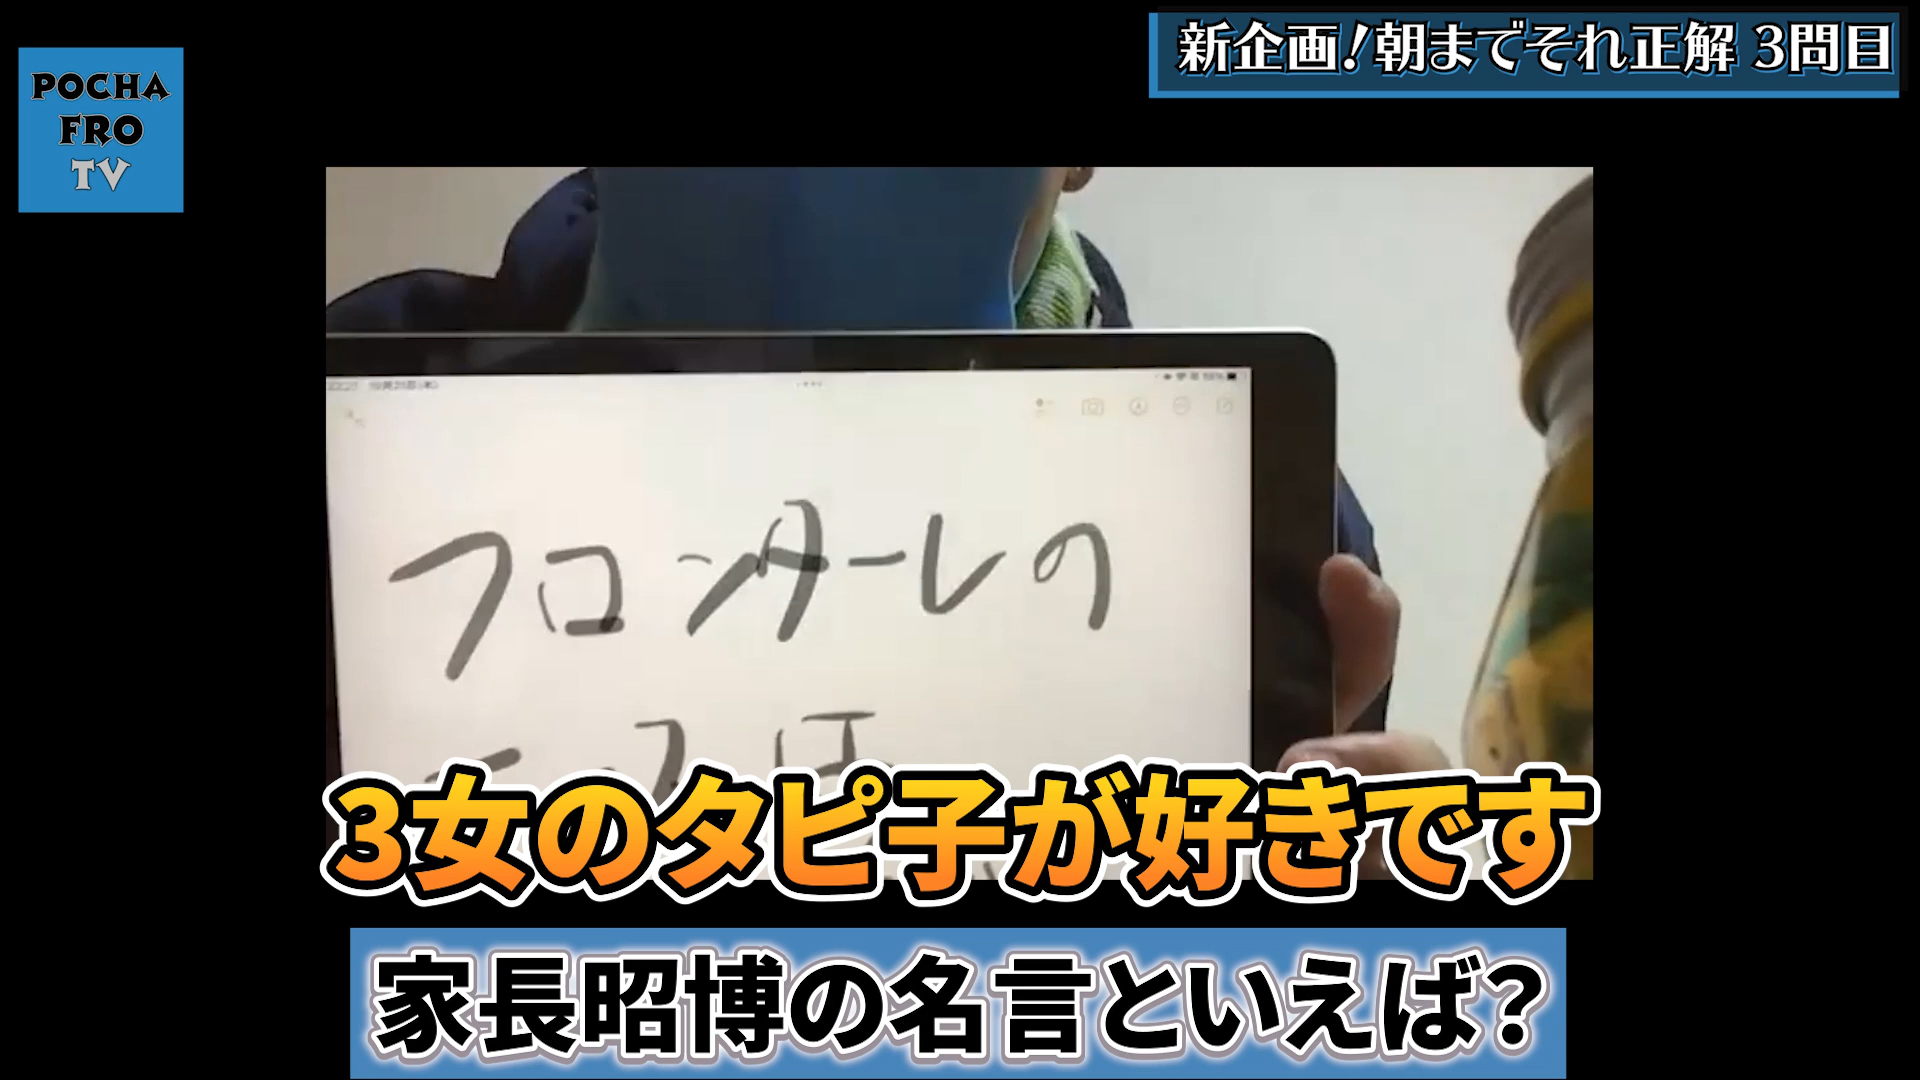 新企画！朝までそれ正解 3問目
POCHA
FRO
TV
フロンターレの
3女のタピ子が好きです
家長昭博の名言といえば？